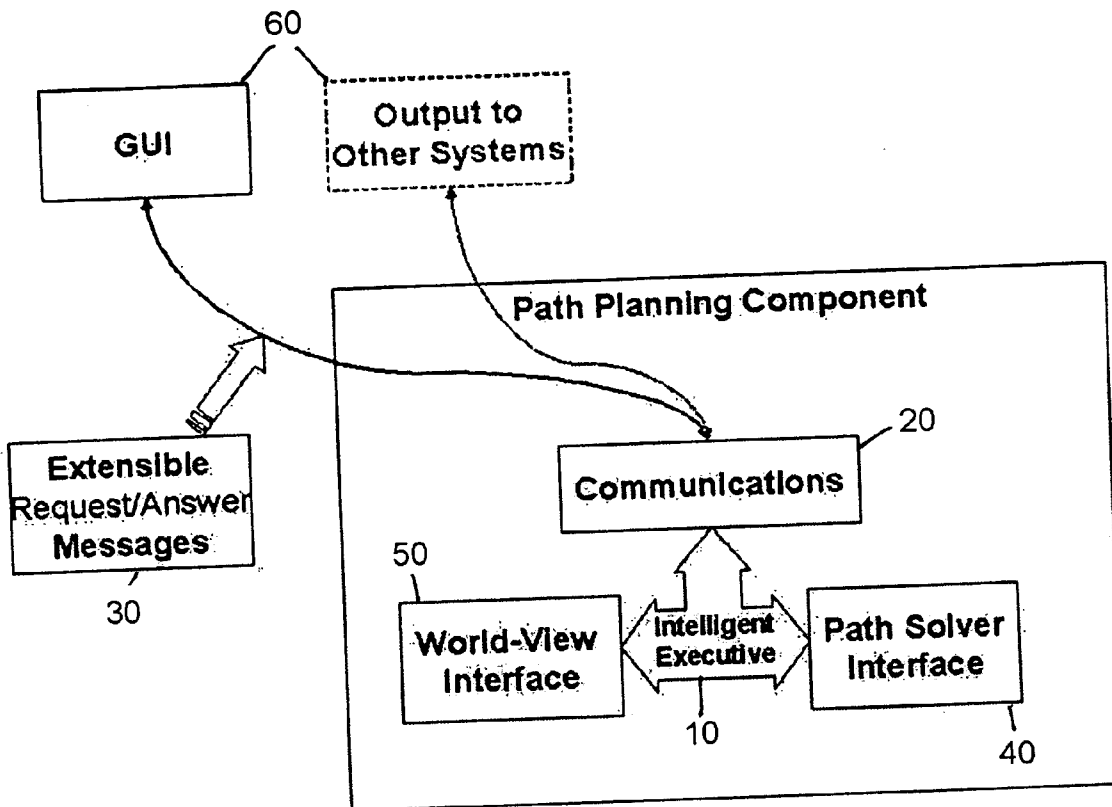 60
GUI
Output to
Other Systems
Path Planning Component
20
Communications
Extensible
Request/Answer
Messages
30
50
World-View
Interface
Intelligent
Executive
10
Path Solver
Interface
40